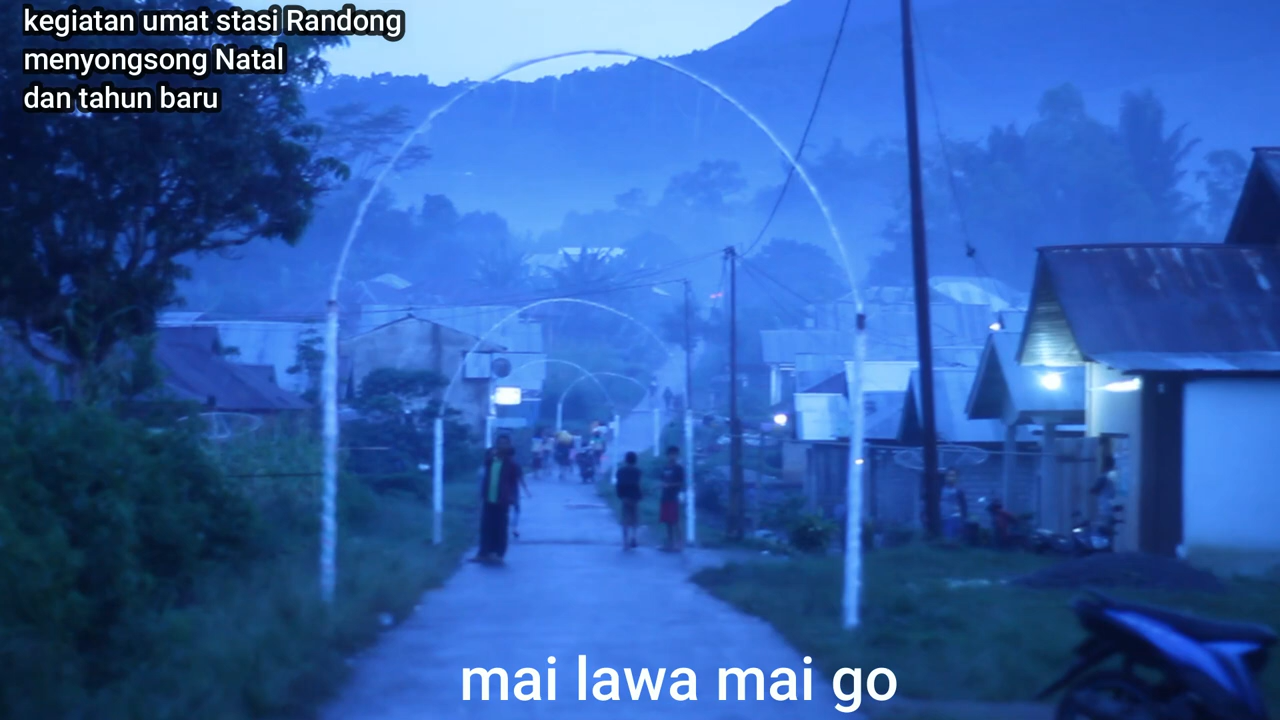 kegiatan umat stasi Randong
menyongsong Natal
dan tahun baru
mai lawa mai go